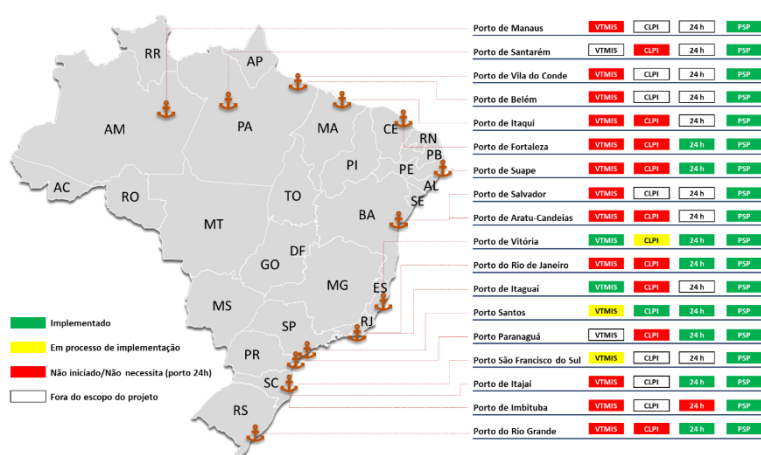 Porto de Manaus VTMIS CLPI 24 h PSP
Porto de Santarém VTMIS CLPI 24 h PSP
Porto de Vila do Conde VTMIS CLPI 24 h PSP
Porto de Belém VTMIS CLPI 24 h PSP
Porto de Itaqui VTMIS CLPI 24 h PSP
Porto de Fortaleza VTMIS CLPI 24 h PSP
Porto de Suape VTMIS CLPI 24 h PSP
Porto de Salvador VTMIS CLPI 24 h PSP
Porto de Aratu-Candeias VTMIS CLPI 24 h PSP
Porto de Vitória VTMIS CLPI 24 h PSP
Porto do Rio de Janeiro VTMIS CLPI 24 h PSP
Porto de Itaguaí VTMIS CLPI 24 h PSP
Porto Santos VTMIS CLPI 24 h PSP
Porto Paranaguá VTMIS CLPI 24 h PSP
Porto São Francisco do Sul VTMIS CLPI 24 h PSP
Porto de Itajaí VTMIS CLPI 24 h PSP
Porto de Imbituba VTMIS CLPI 24 h PSP
Porto do Rio Grande VTMIS CLPI 24 h PSP
RR
AP
AM
PA
MA
CE
RN
PB
PI
PE
AL
SE
AC
RO
TO
BA
MT
DF
GO
MG
ES
MS
SP
RJ
PR
SC
RS
Implementado
Em processo de implementação
Não iniciado/Não necessita (porto 24h)
Fora do escopo do projeto